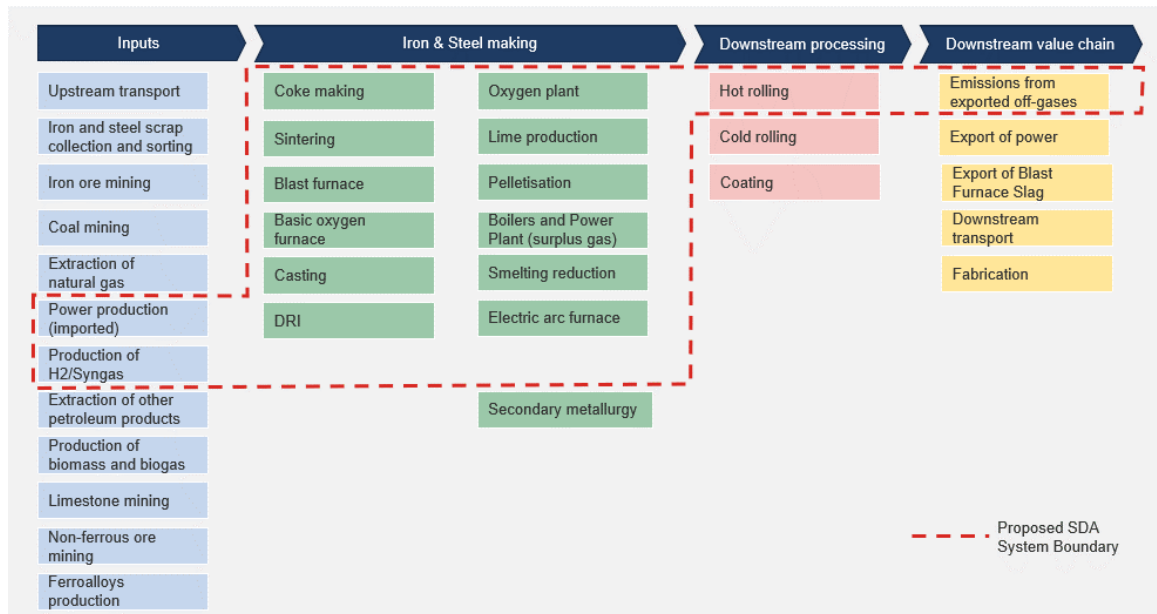 Inputs
Iron & Steel making
Downstream processing
Downstream value chain
Upstream transport
Iron and steel scrap
collection and sorting
Iron ore mining
Coal mining
Extraction of
natural gas
Power production
(imported)
Production of
H2/Syngas
Extraction of other
petroleum products
Production of
biomass and biogas
Limestone mining
Non-ferrous ore
mining
Ferroalloys
production
Coke making
Sintering
Blast furnace
Basic oxygen
furnace
Casting
DRI
Oxygen plant
Lime production
Pelletisation
Boilers and Power
Plant (surplus gas)
Smelting reduction
Electric arc furnace
Secondary metallurgy
Hot rolling
Cold rolling
Coating
Emissions from
exported off-gases
Export of power
Export of Blast
Furnace Slag
Downstream
transport
Fabrication
Proposed SDA
System Boundary